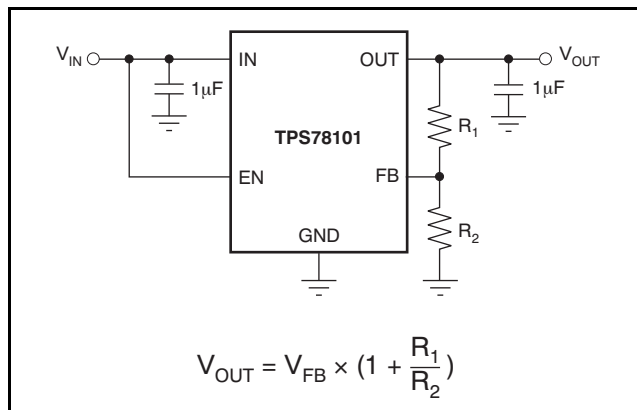 V_IN
IN
OUT
V_OUT
1μF
1μF
R_1
TPS78101
EN
FB
R_2
GND
V_OUT = V_FB × (1 + R_1/R_2)